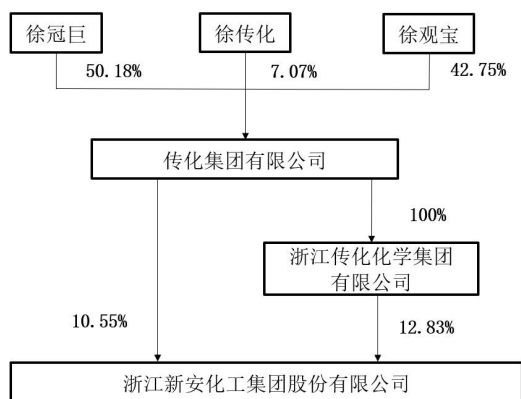 徐冠巨
徐传化
徐观宝
50.18%
7.07%
42.75%
传化集团有限公司
100%
浙江传化化学集团
有限公司
10.55%
12.83%
浙江新安化工集团股份有限公司